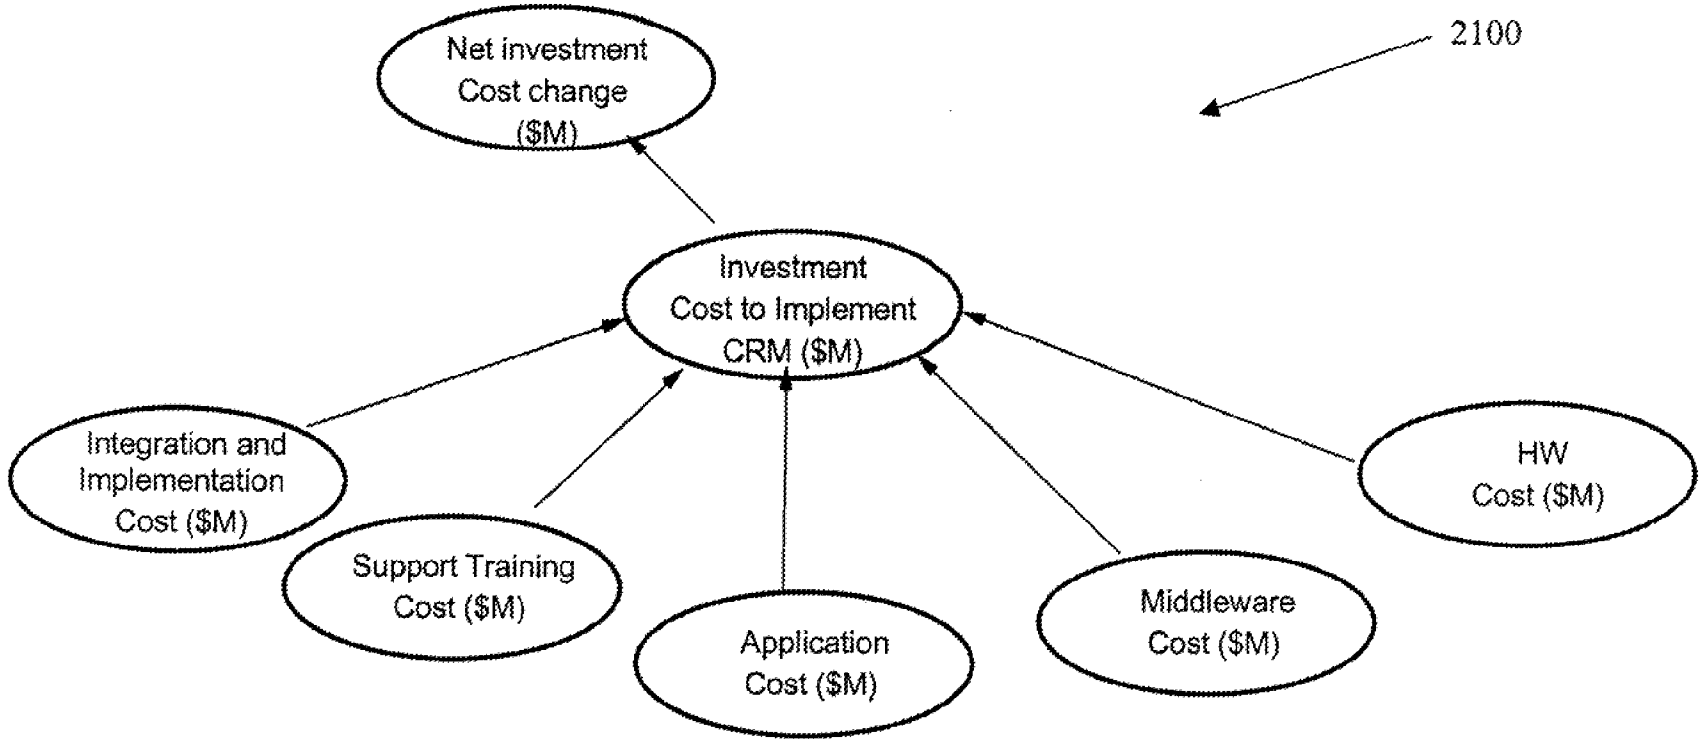 Net investment
Cost change
($M)
2100
Investment
Cost to Implement
CRM ($M)
Integration and
Implementation
Cost ($M)
Support Training
Cost ($M)
Application
Cost ($M)
Middleware
Cost ($M)
HW
Cost ($M)